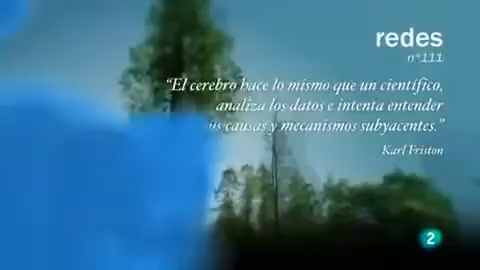 redes
nº111
“El cerebro hace lo mismo que un científico,
analiza los datos e intenta entender
causas y mecanismos subyacentes.”
Karl Friston
2